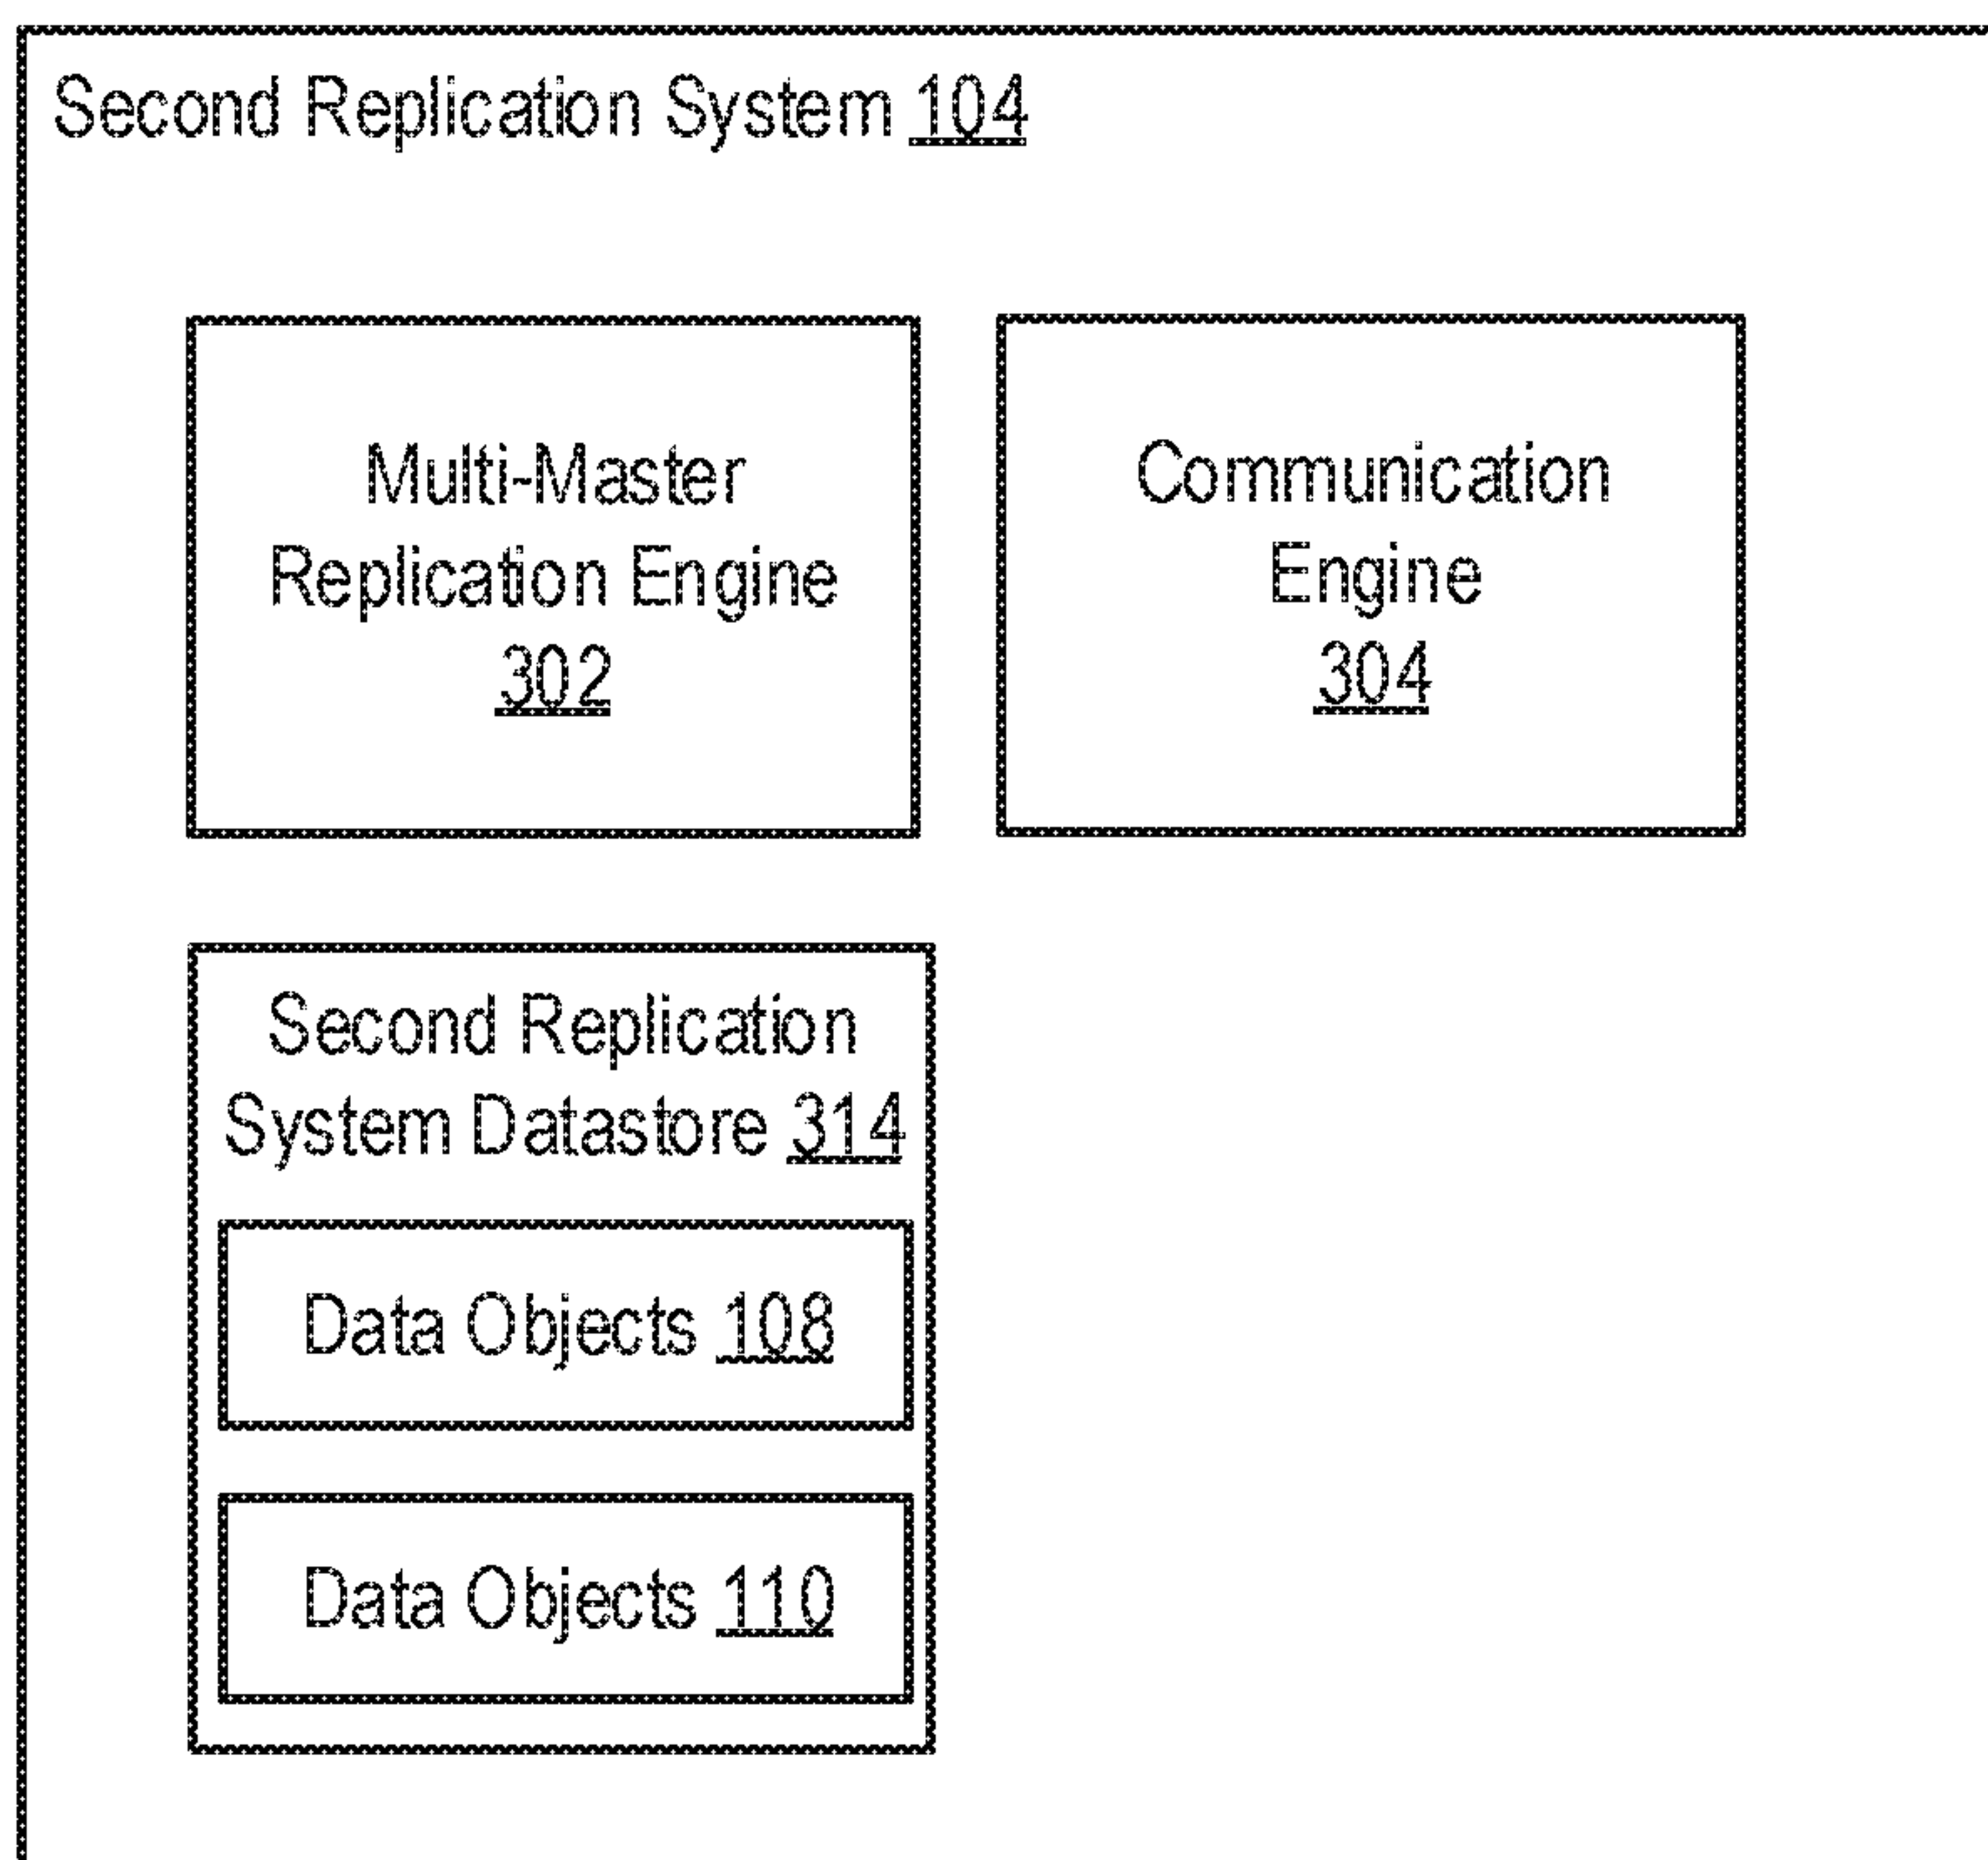 Second Replication System 104
Multi-Master
Replication Engine
302
Communication
Engine
304
Second Replication
System Datastore 314
Data Objects 108
Data Objects 110